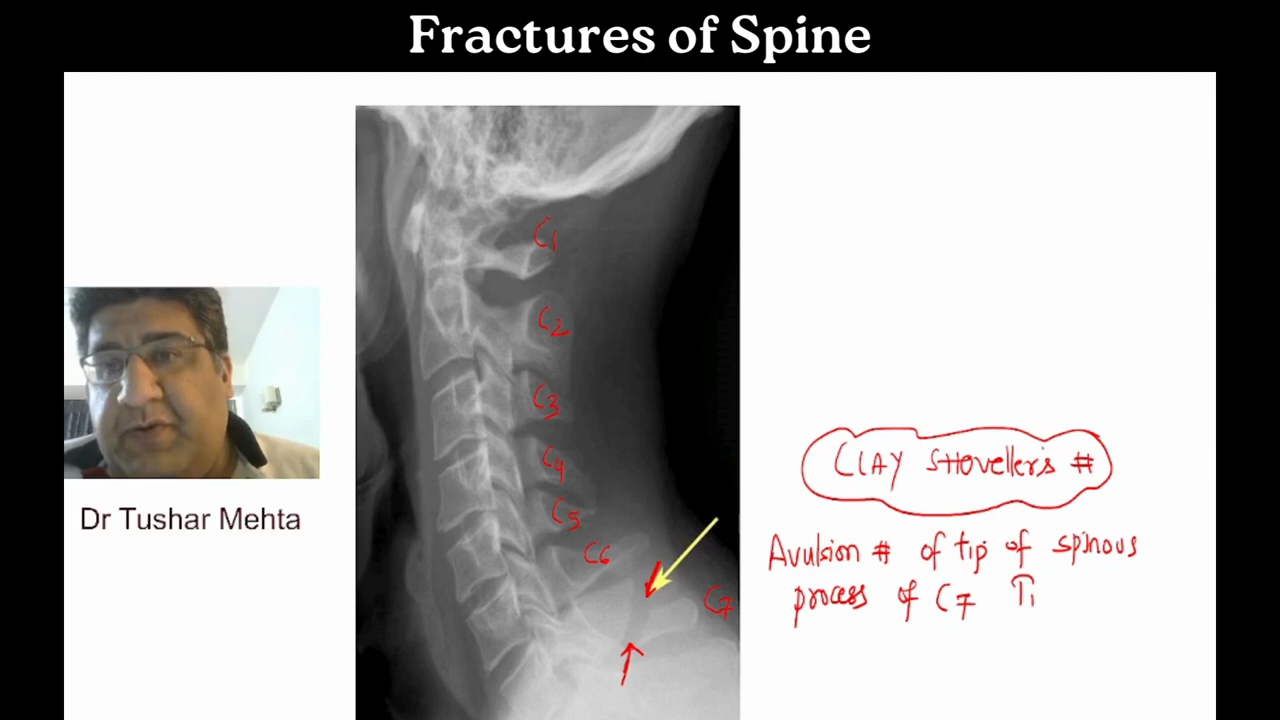 Fractures of Spine
C1
C2
C3
C4
C5
C6
C7
Dr Tushar Mehta
CLAY SHoveller's #
Avulsion # of tip of spinous
process of C7 T1